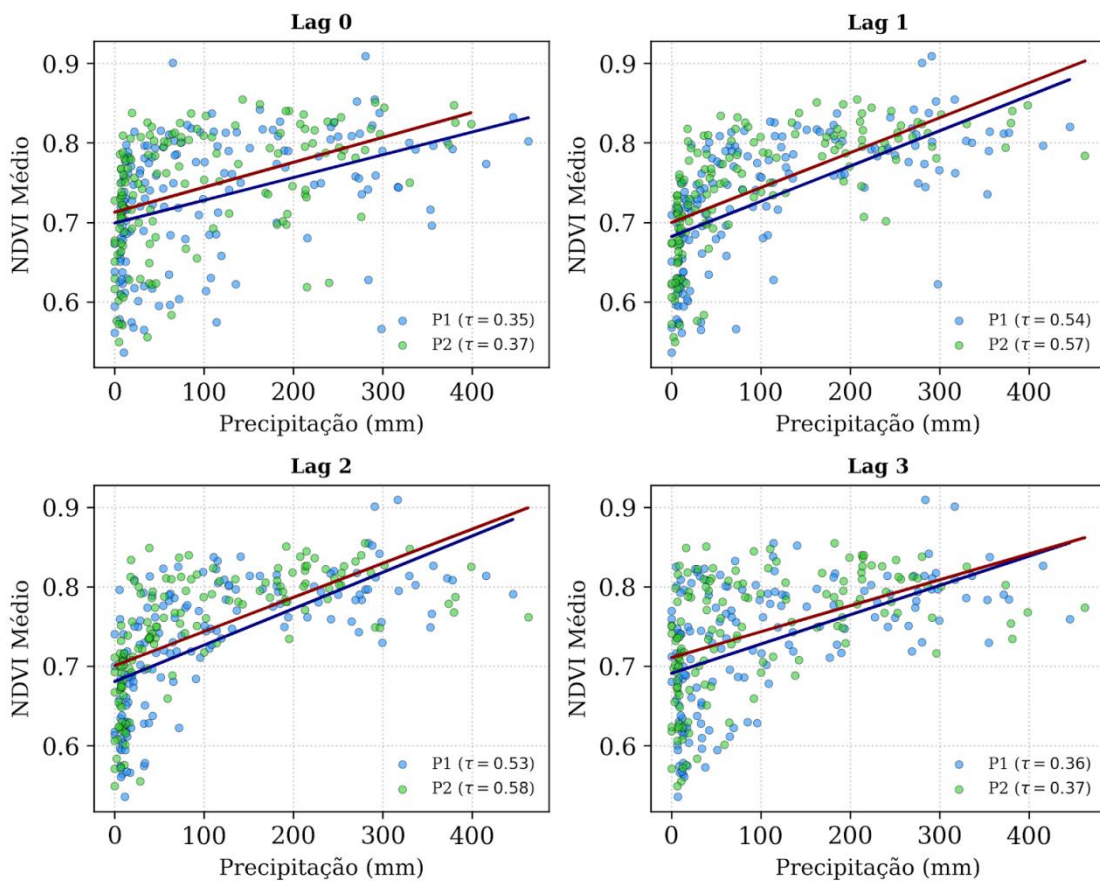 Lag 0
NDVI Médio
0.9
0.8
0.7
0.6
P1 (τ = 0.35)
P2 (τ = 0.37)
0 100 200 300 400
Precipitação (mm)
Lag 1
NDVI Médio
0.9
0.8
0.7
0.6
P1 (τ = 0.54)
P2 (τ = 0.57)
0 100 200 300 400
Precipitação (mm)
Lag 2
NDVI Médio
0.9
0.8
0.7
0.6
P1 (τ = 0.53)
P2 (τ = 0.58)
0 100 200 300 400
Precipitação (mm)
Lag 3
NDVI Médio
0.9
0.8
0.7
0.6
P1 (τ = 0.36)
P2 (τ = 0.37)
0 100 200 300 400
Precipitação (mm)